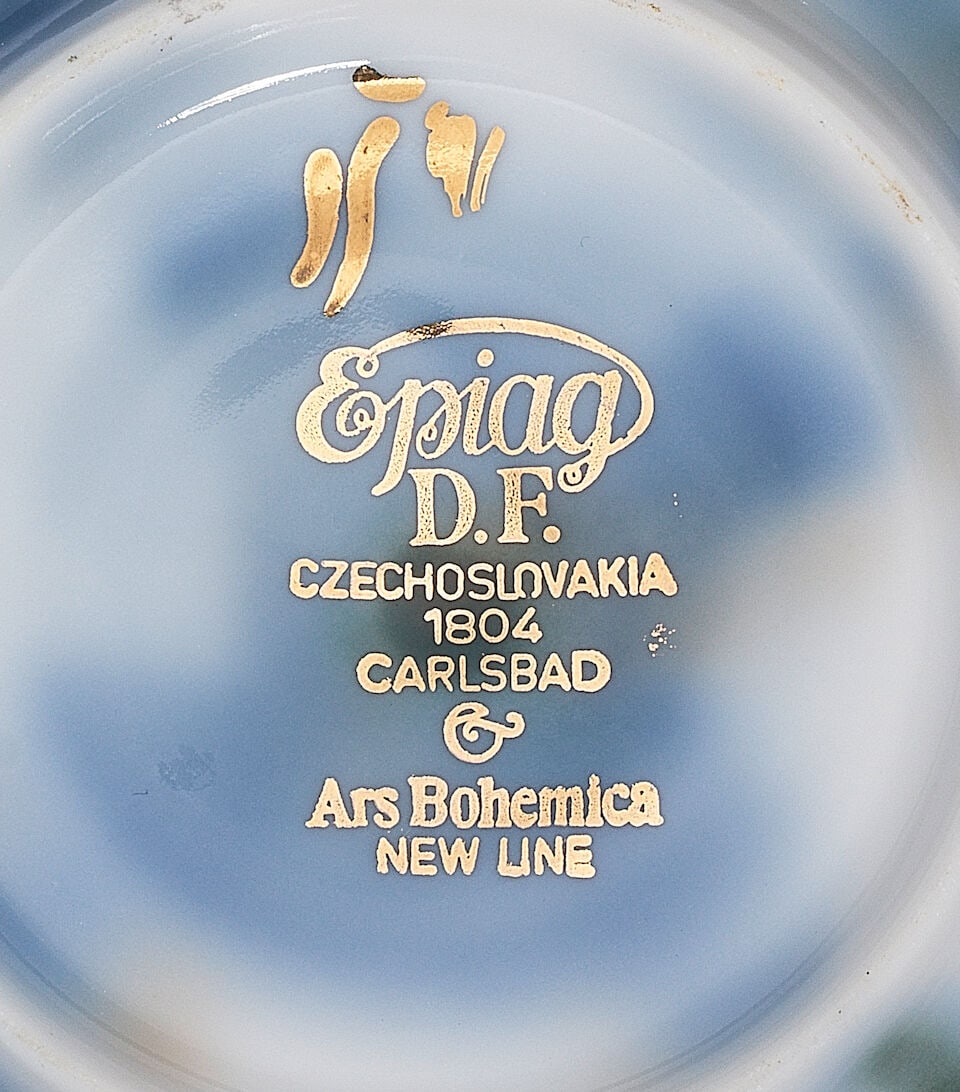 Epiag
D.F.
CZECHOSLOVAKIA
1804
CARLSBAD
&
Ars Bohemica
NEW LINE